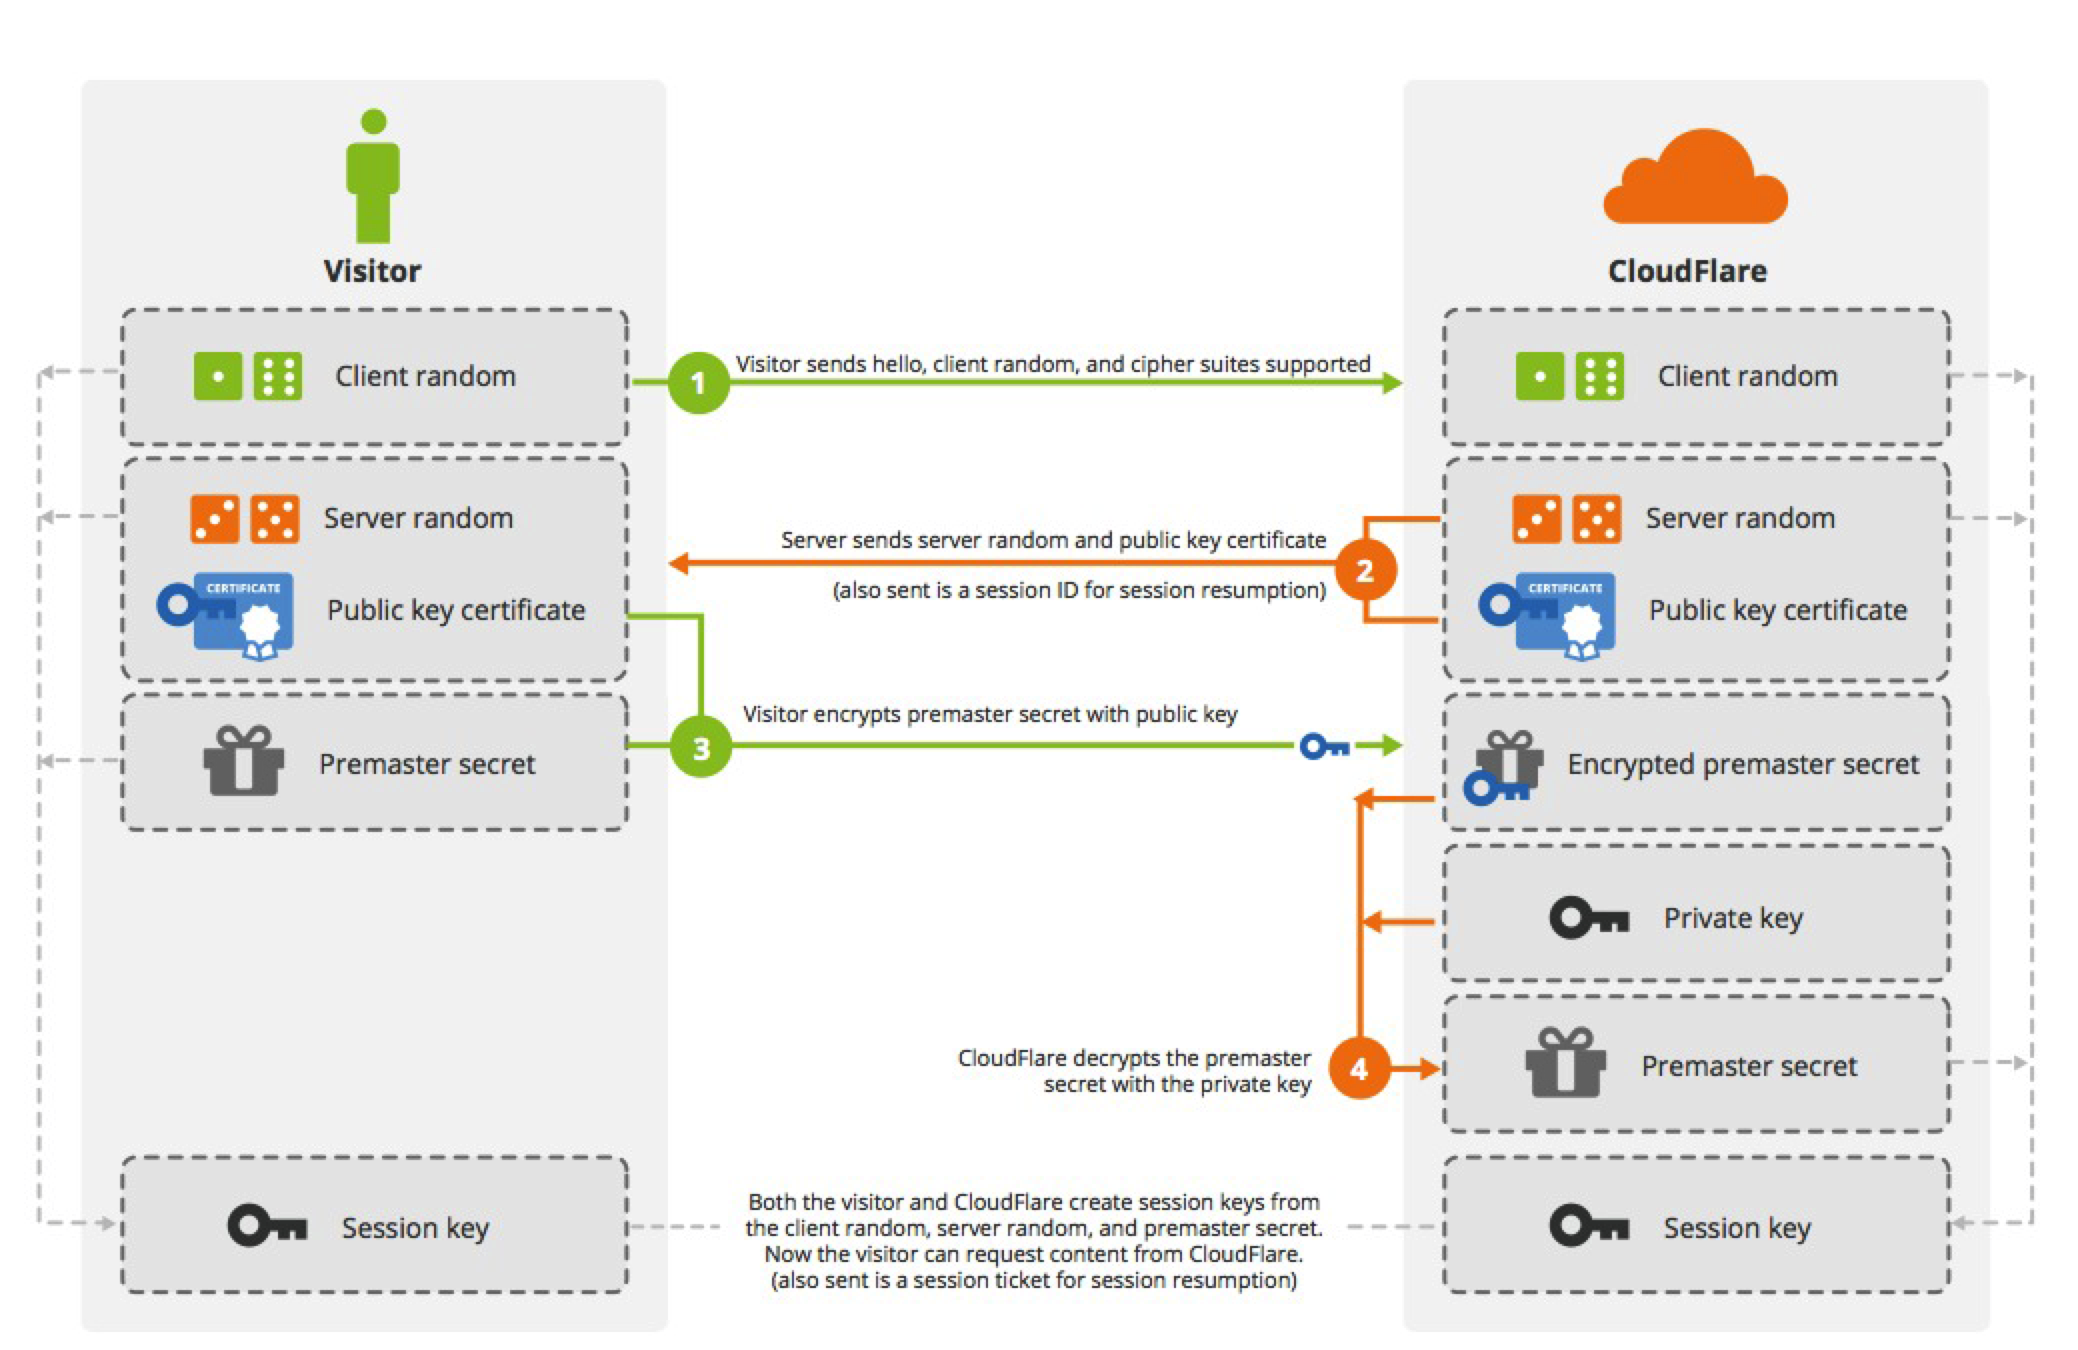 Visitor
CloudFlare
Client random
1
Visitor sends hello, client random, and cipher suites supported
Client random
Server random
Server sends server random and public key certificate
2
(also sent is a session ID for session resumption)
Server random
CERTIFICATE
Public key certificate
CERTIFICATE
Public key certificate
Premaster secret
3
Visitor encrypts premaster secret with public key
Encrypted premaster secret
Private key
CloudFlare decrypts the premaster
secret with the private key
4
Premaster secret
Session key
Both the visitor and CloudFlare create session keys from
the client random, server random, and premaster secret.
Now the visitor can request content from CloudFlare.
(also sent is a session ticket for session resumption)
Session key